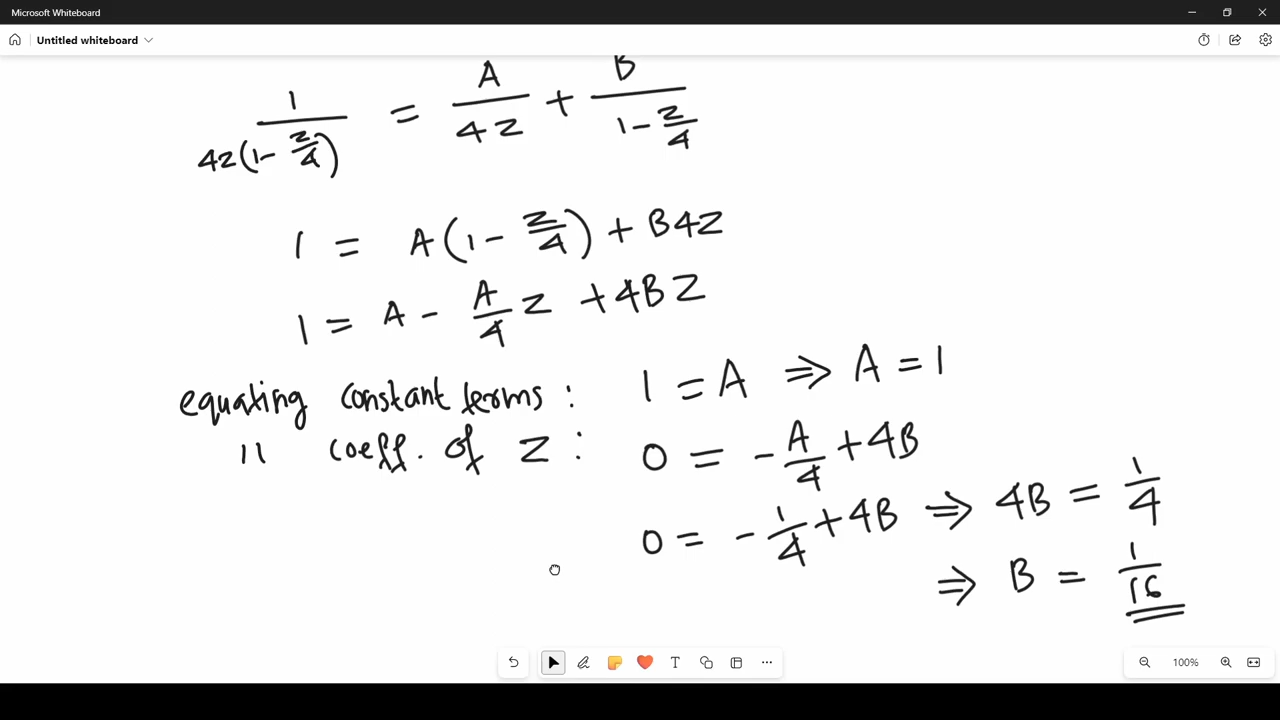 Microsoft Whiteboard
Untitled whiteboard
1/(4z(1 - z/4)) = A/(4z) + B/(1 - z/4)
1 = A(1 - z/4) + B4z
1 = A - A/4 z + 4Bz
equating constant terms : 1 = A ⇒ A = 1
11 coeff. of z : 0 = - A/4 + 4B
0 = - 1/4 + 4B ⇒ 4B = 1/4
⇒ B = 1/16
100%